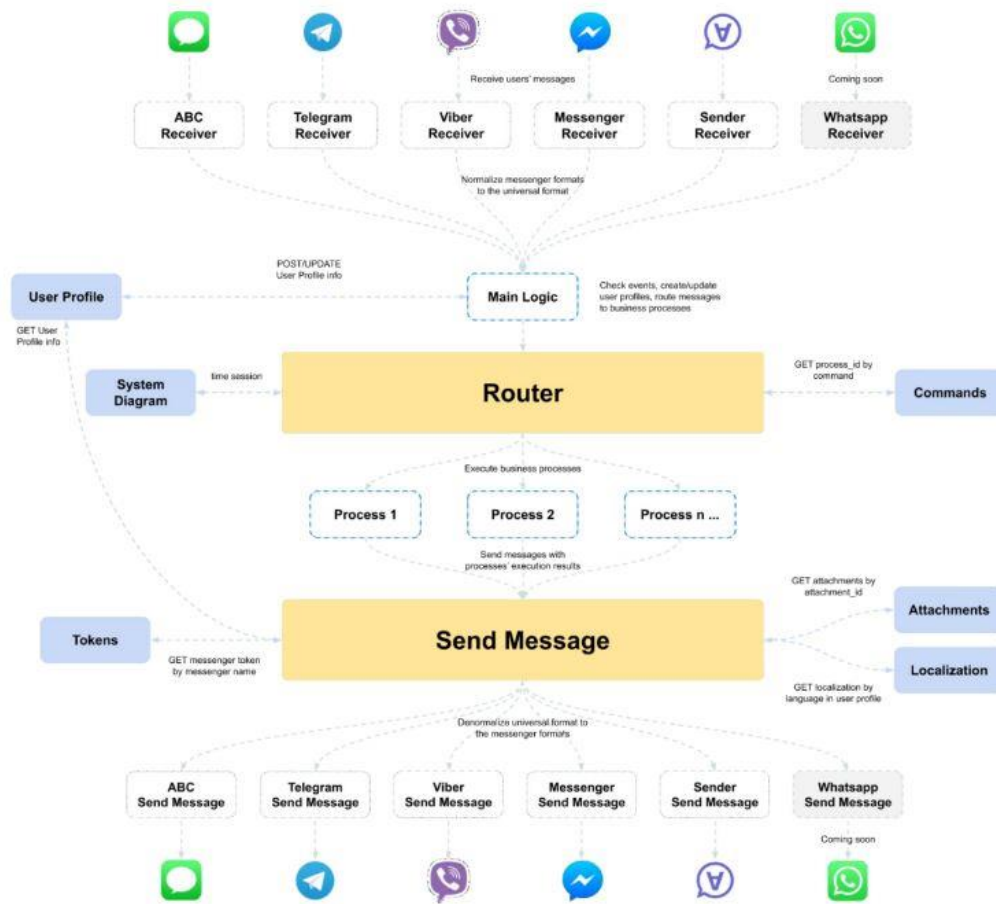 Receive users' messages
Coming soon
ABC
Receiver
Telegram
Receiver
Viber
Receiver
Messenger
Receiver
Sender
Receiver
Whatsapp
Receiver
Normalize messenger formats
to the universal format
POST/UPDATE
User Profile info
User Profile
Main Logic
Check events, create/update
user profiles, route messages
to business processes
GET User
Profile info
System
Diagram
time session
Router
GET process_id by
command
Commands
Execute business processes
Process 1
Process 2
Process n ...
Send messages with
processes' execution results
GET attachments by
attachment_id
Attachments
Tokens
Send Message
GET messenger token
by messenger name
Localization
GET localization by
language in user profile
Denormalize universal format to
the messenger formats
ABC
Send Message
Telegram
Send Message
Viber
Send Message
Messenger
Send Message
Sender
Send Message
Whatsapp
Send Message
Coming soon